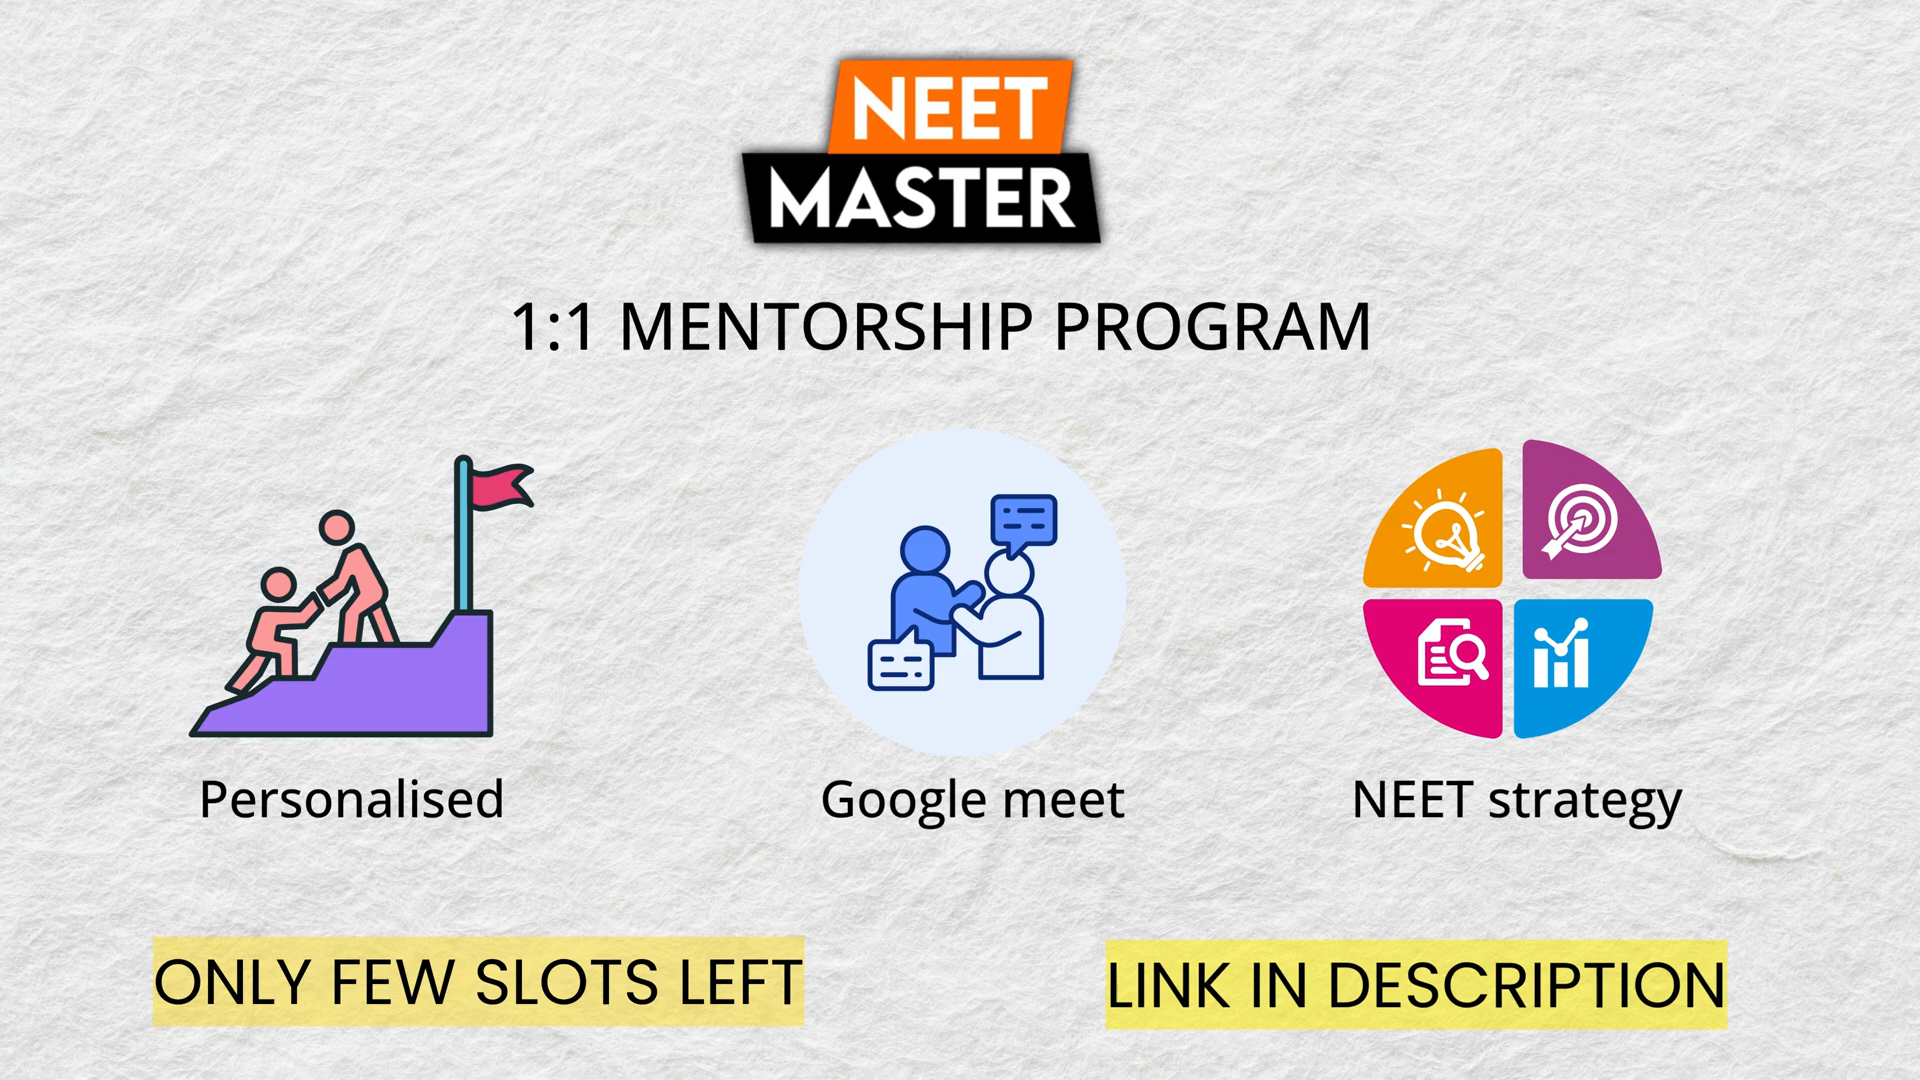 NEET
MASTER
1:1 MENTORSHIP PROGRAM
Personalised
Google meet
NEET strategy
ONLY FEW SLOTS LEFT
LINK IN DESCRIPTION